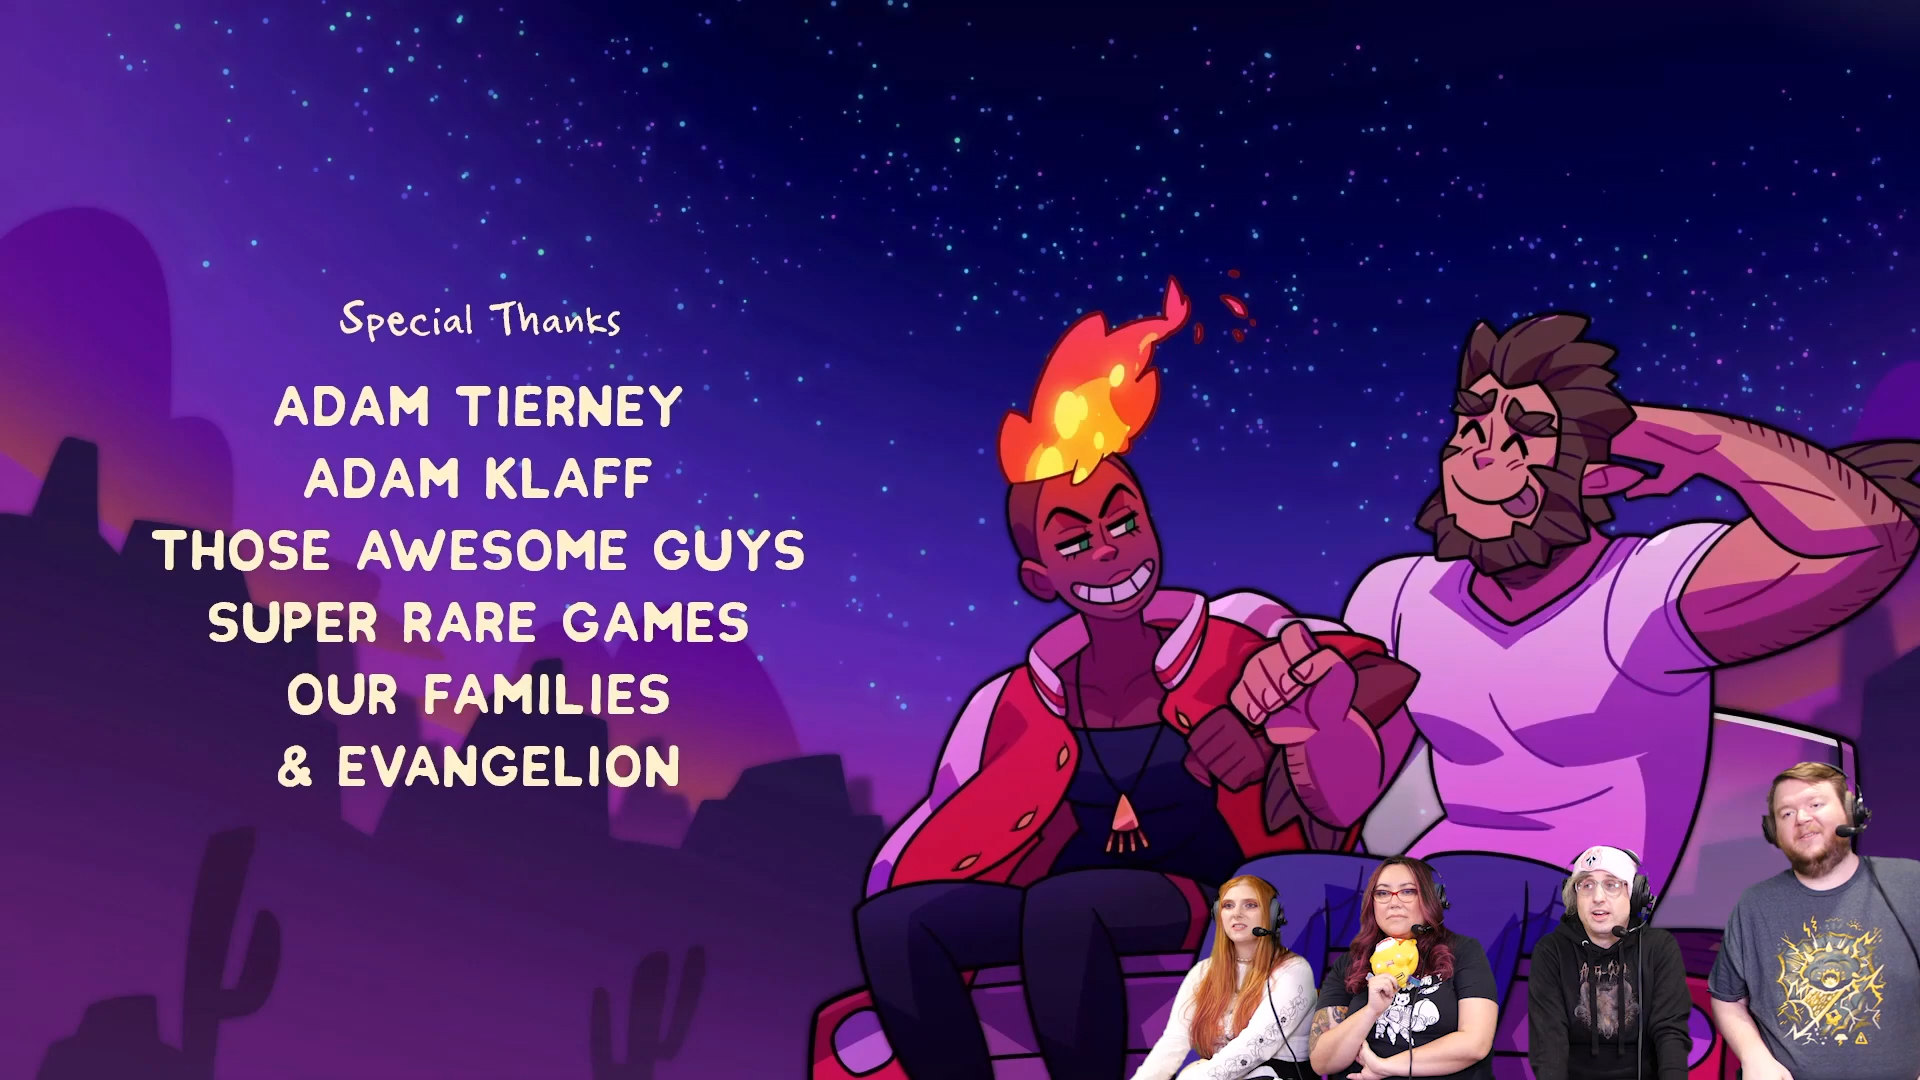 Special Thanks
ADAM TIERNEY
ADAM KLAFF
THOSE AWESOME GUYS
SUPER RARE GAMES
OUR FAMILIES
& EVANGELION